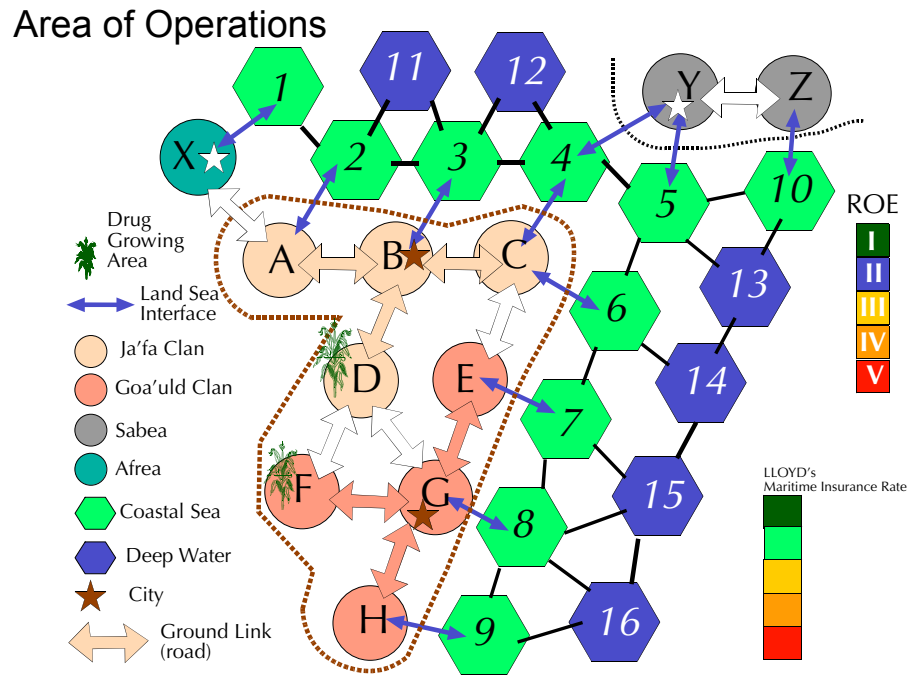 Area of Operations
11
12
1
Y
Z
X
2
3
4
5
10
ROE
Drug
Growing
Area
A
B
C
I
II
III
IV
V
13
Land Sea
Interface
6
Ja'fa Clan
D
E
14
Goa'uld Clan
7
Sabea
Afrea
F
G
15
LLOYD's
Maritime Insurance Rate
Coastal Sea
8
Deep Water
City
H
9
16
Ground Link
(road)